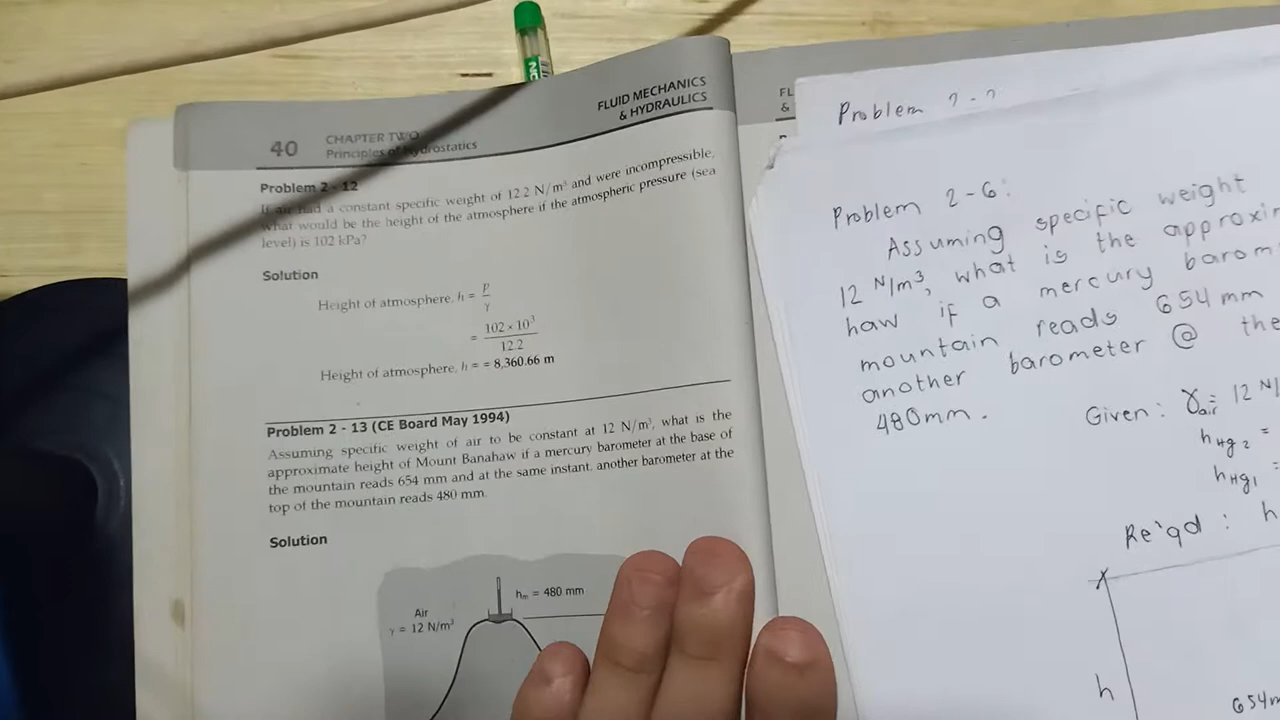 FLUID MECHANICS
& HYDRAULICS
40
CHAPTER TWO
Principles of Hydrostatics
Problem 2 - 12
If air had a constant specific weight of 12.2 N/m³ and were incompressible,
what would be the height of the atmosphere if the atmospheric pressure (sea
level) is 102 kPa?
Solution
Height of atmosphere, h = p/γ
= 102 × 10³/12.2
Height of atmosphere, h = = 8,360.66 m
Problem 2 - 13 (CE Board May 1994)
Assuming specific weight of air to be constant at 12 N/m³, what is the
approximate height of Mount Banahaw if a mercury barometer at the base of
the mountain reads 654 mm and at the same instant, another barometer at the
top of the mountain reads 480 mm.
Solution
hm = 480 mm
Air
γ = 12 N/m³
FL
&
Problem
Problem 2-6:
Assuming specific weight
12 N/m³, what is the approxi
haw if a mercury barom
mountain reads 654 mm
another barometer @ the
480mm.
Given: γair = 12 N/
hHg2 =
hHg1 =
Re'qd : h
h
654m